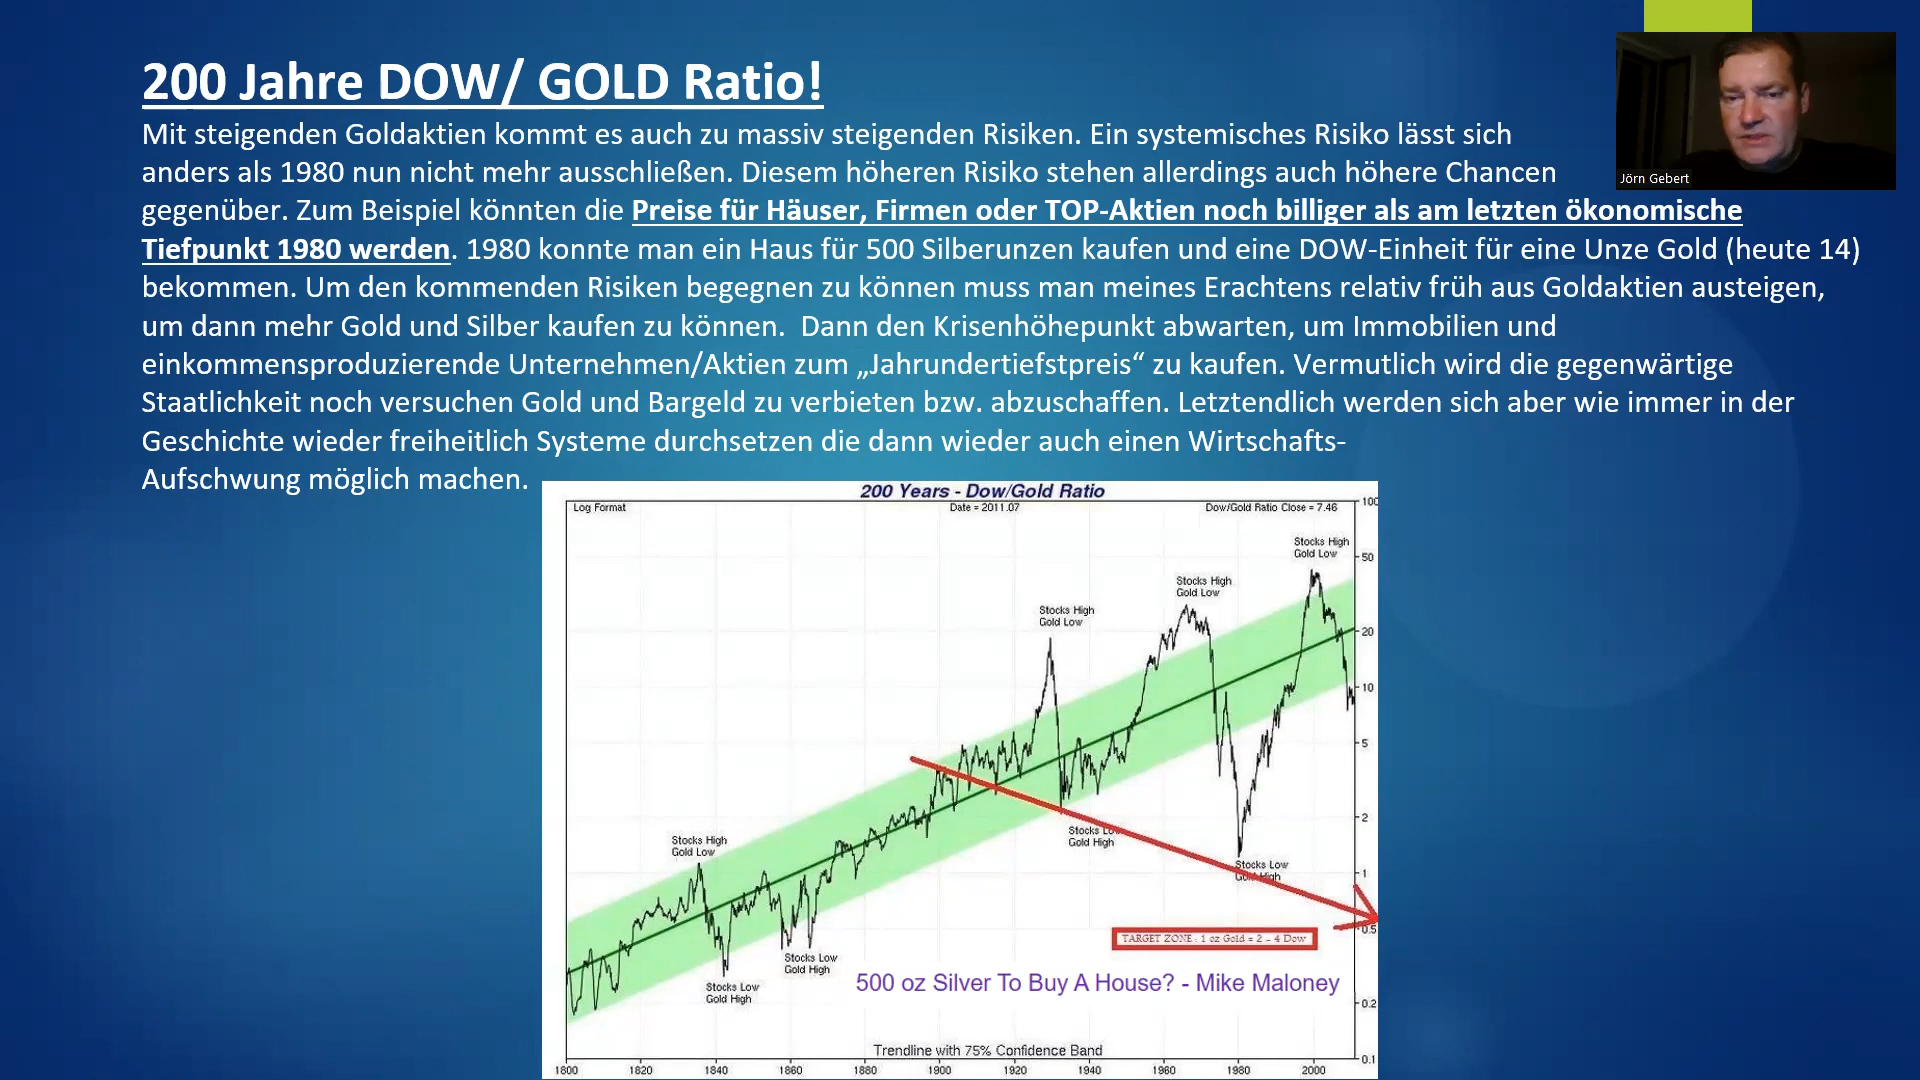 200 Jahre DOW/ GOLD Ratio!
Mit steigenden Goldaktien kommt es auch zu massiv steigenden Risiken. Ein systemisches Risiko lässt sich
anders als 1980 nun nicht mehr ausschließen. Diesem höheren Risiko stehen allerdings auch höhere Chancen
gegenüber. Zum Beispiel könnten die Preise für Häuser, Firmen oder TOP-Aktien noch billiger als am letzten ökonomische
Tiefpunkt 1980 werden. 1980 konnte man ein Haus für 500 Silberunzen kaufen und eine DOW-Einheit für eine Unze Gold (heute 14)
bekommen. Um den kommenden Risiken begegnen zu können muss man meines Erachtens relativ früh aus Goldaktien austeigen,
um dann mehr Gold und Silber kaufen zu können.  Dann den Krisenhöhepunkt abwarten, um Immobilien und
einkommensproduzierende Unternehmen/Aktien zum „Jahrundertiefstpreis“ zu kaufen. Vermutlich wird die gegenwärtige
Staatlichkeit noch versuchen Gold und Bargeld zu verbieten bzw. abzuschaffen. Letztendlich werden sich aber wie immer in der
Geschichte wieder freiheitlich Systeme durchsetzen die dann wieder auch einen Wirtschafts-
Aufschwung möglich machen.
Jörn Gebert
200 Years - Dow/Gold Ratio
Log Format
Date = 2011.07
Dow/Gold Ratio Close = 7.46
100
Stocks High
Gold Low
50
Stocks High
Gold Low
Stocks High
Gold Low
20
10
5
2
Stocks High
Gold Low
Stocks Low
Gold High
Stocks Low
Gold High
1
0.5
TARGET ZONE : 1 oz Gold = 2 - 4 Dow
Stocks Low
Gold High
Stocks Low
Gold High
500 oz Silver To Buy A House? - Mike Maloney
0.2
Trendline with 75% Confidence Band
0.1
1800 1820 1840 1860 1880 1900 1920 1940 1960 1980 2000